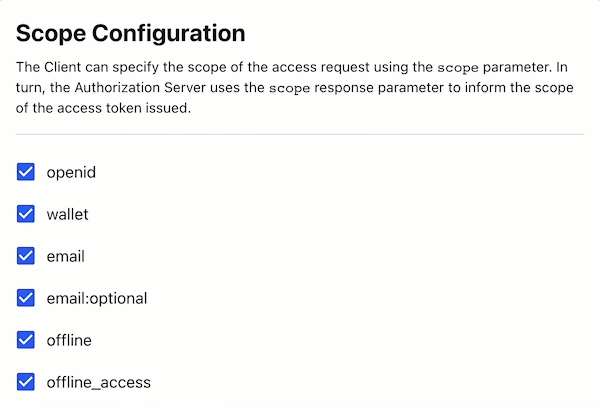 Scope Configuration
The Client can specify the scope of the access request using the scope parameter. In
turn, the Authorization Server uses the scope response parameter to inform the scope
of the access token issued.
openid
wallet
email
email:optional
offline
offline_access